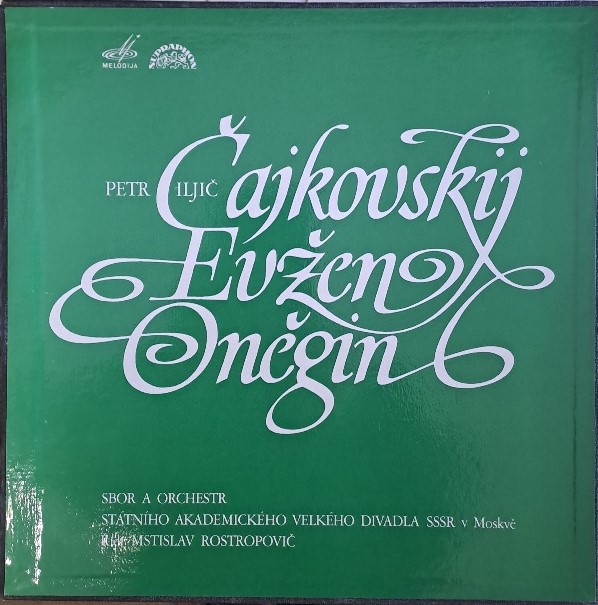 MELODIJA SUPRAPHON
PETR ILJIČ Čajkovskij
Evžen
Oněgin
SBOR A ORCHESTR
STÁTNÍHO AKADEMICKÉHO VELKÉHO DIVADLA SSSR v Moskvě
MSTISLAV ROSTROPOVIČ